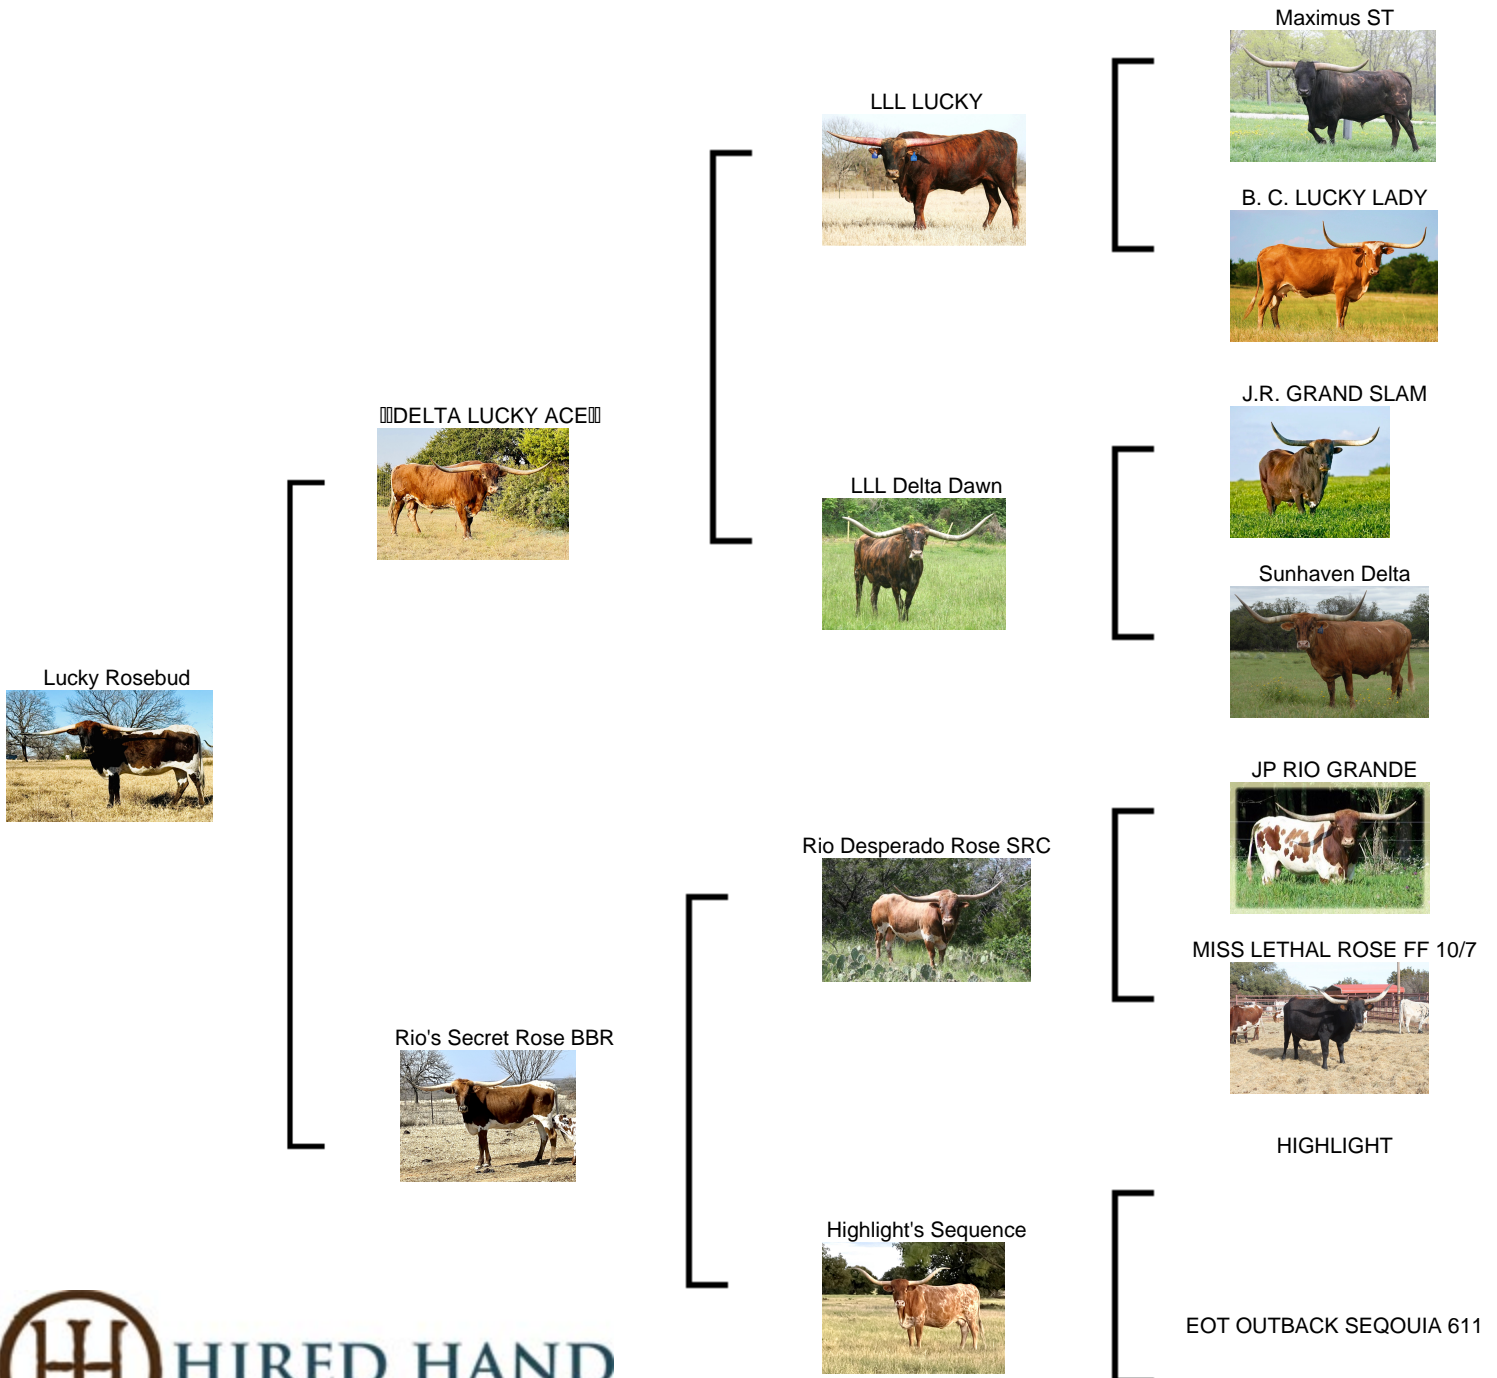 Maximus ST
LLL LUCKY
B. C. LUCKY LADY
DELTA LUCKY ACE
J.R. GRAND SLAM
LLL Delta Dawn
Sunhaven Delta
Lucky Rosebud
JP RIO GRANDE
Rio Desperado Rose SRC
MISS LETHAL ROSE FF 10/7
Rio's Secret Rose BBR
HIGHLIGHT
Highlight's Sequence
EOT OUTBACK SEQOUIA 611
HIRED HAND